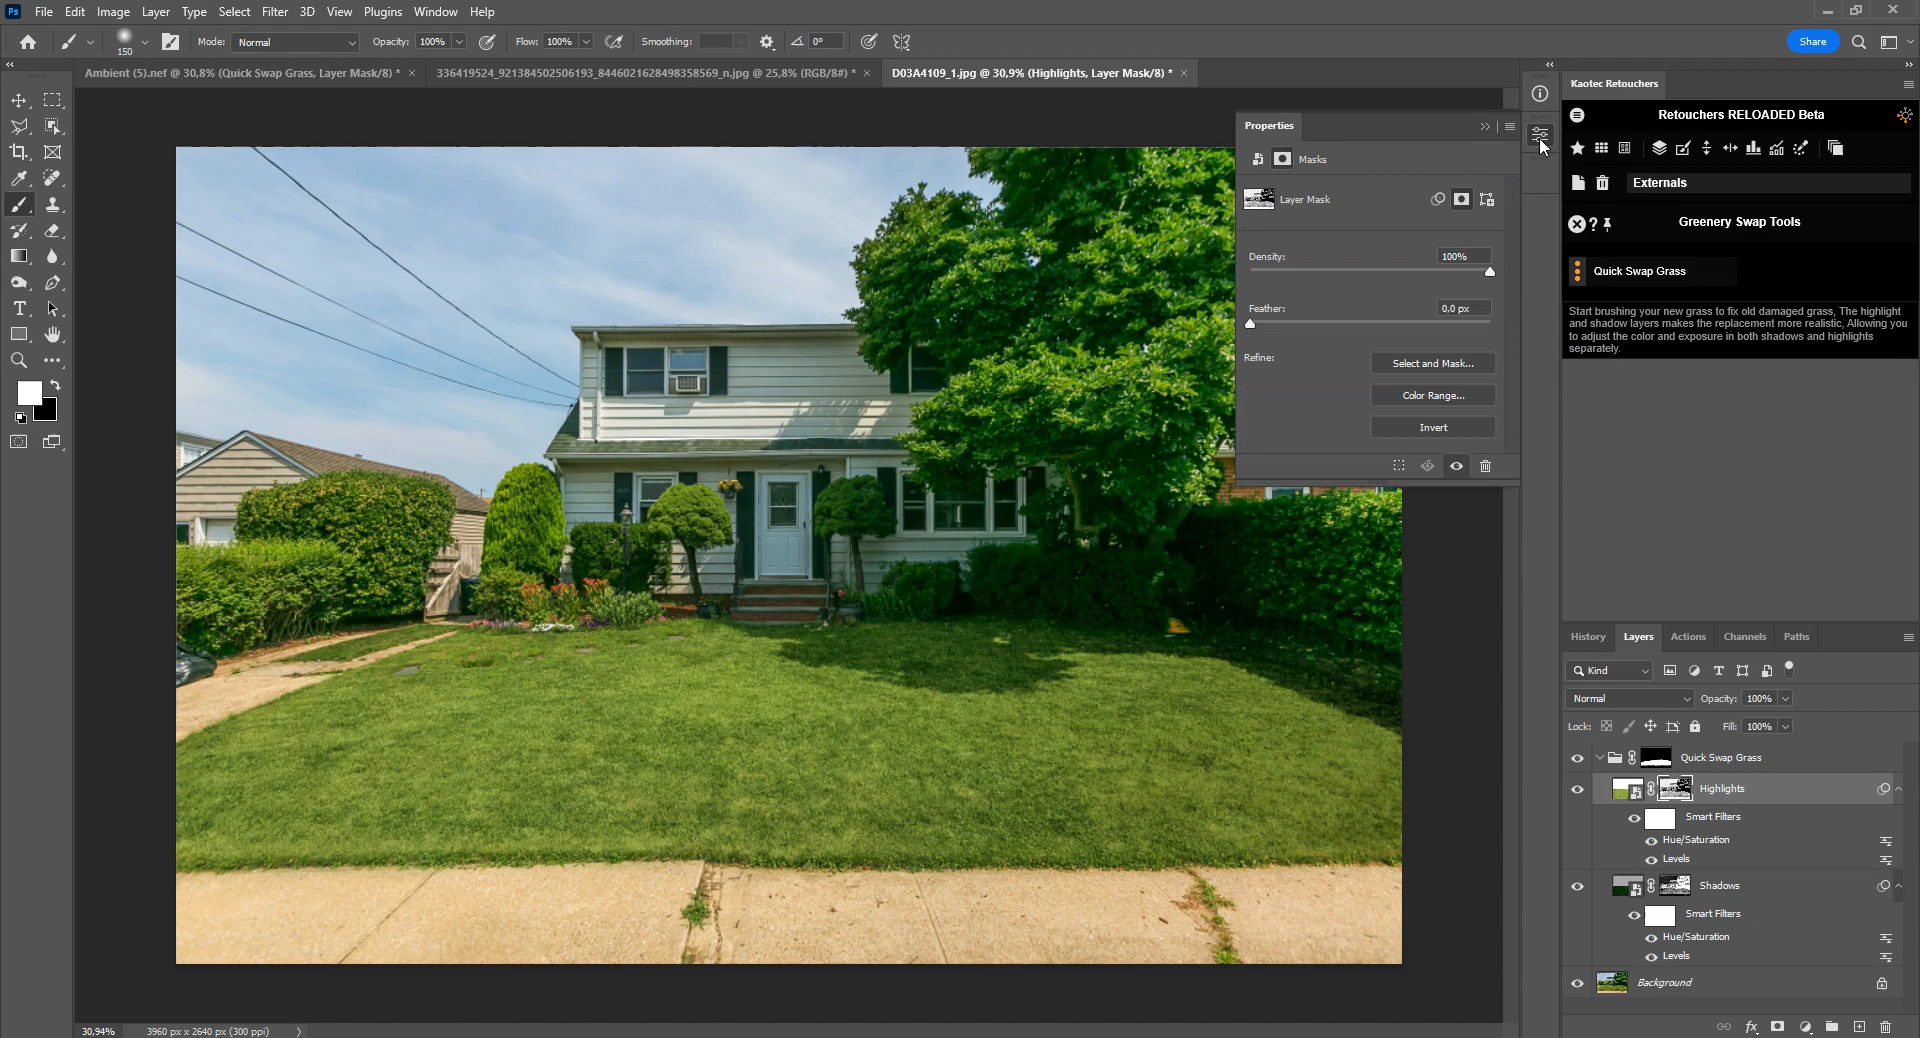 Ps File Edit Image Layer Type Select Filter 3D View Plugins Window Help
150 Mode: Normal Opacity: 100% Flow: 100% Smoothing: 0° Share
Ambient (5).nef @ 30,8% (Quick Swap Grass, Layer Mask/8) * × 336419524_921384502506193_8446021628498358569_n.jpg @ 25,8% (RGB/8#) * × D03A4109_1.jpg @ 30,9% (Highlights, Layer Mask/8) * ×
Properties
Masks
Layer Mask
Density: 100%
Feather: 0,0 px
Refine:
Select and Mask...
Color Range...
Invert
Kaotec Retouchers
Retouchers RELOADED Beta
Externals
Greenery Swap Tools
Quick Swap Grass
Start brushing your new grass to fix old damaged grass, The highlight
and shadow layers makes the replacement more realistic, Allowing you
to adjust the color and exposure in both shadows and highlights
separately.
History Layers Actions Channels Paths
Kind
Normal Opacity: 100%
Lock: Fill: 100%
Quick Swap Grass
Highlights
Smart Filters
Hue/Saturation
Levels
Shadows
Smart Filters
Hue/Saturation
Levels
Background
fx
30,94% 3960 px x 2640 px (300 ppi)